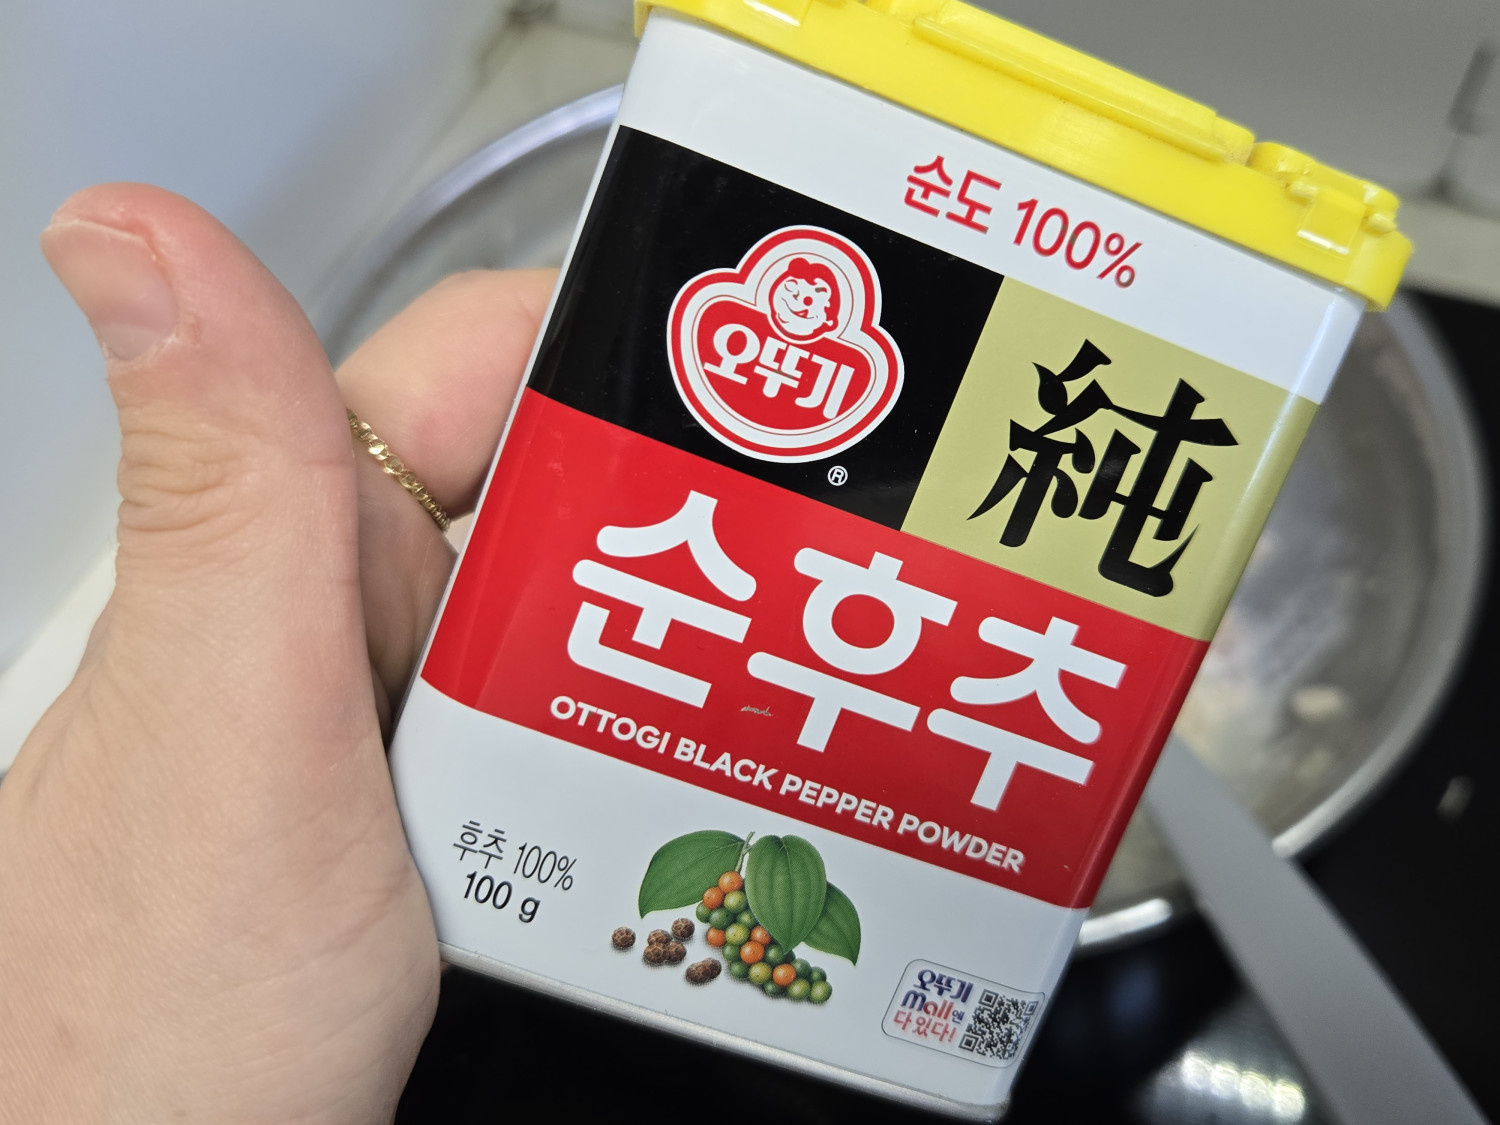 순도 100%
오뚜기
®
純
순후추
OTTOGI BLACK PEPPER POWDER
후추 100%
100 g
오뚜기
mall엔
다있다!